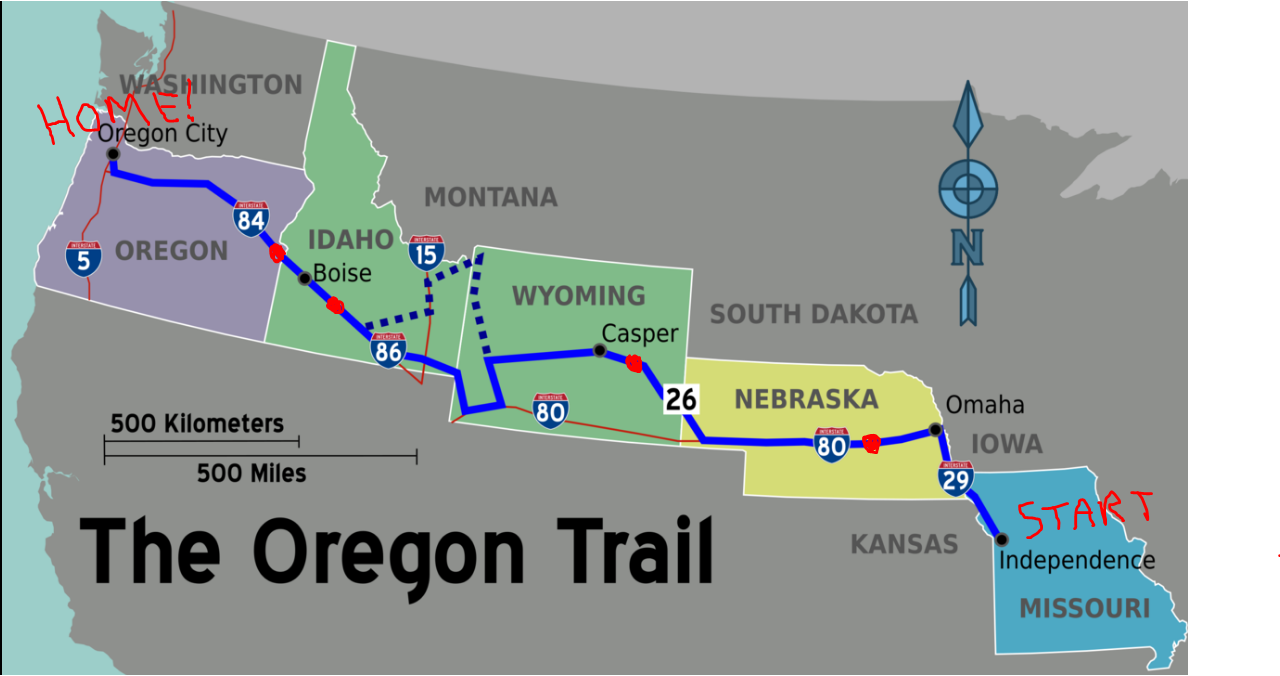 WASHINGTON
HOME!
Oregon City
MONTANA
INTERSTATE
84
IDAHO
INTERSTATE
15
OREGON
INTERSTATE
5
Boise
N
WYOMING
SOUTH DAKOTA
Casper
INTERSTATE
86
26
NEBRASKA
Omaha
INTERSTATE
80
500 Kilometers
500 Miles
INTERSTATE
80
IOWA
INTERSTATE
29
START
The Oregon Trail
KANSAS
Independence
MISSOURI